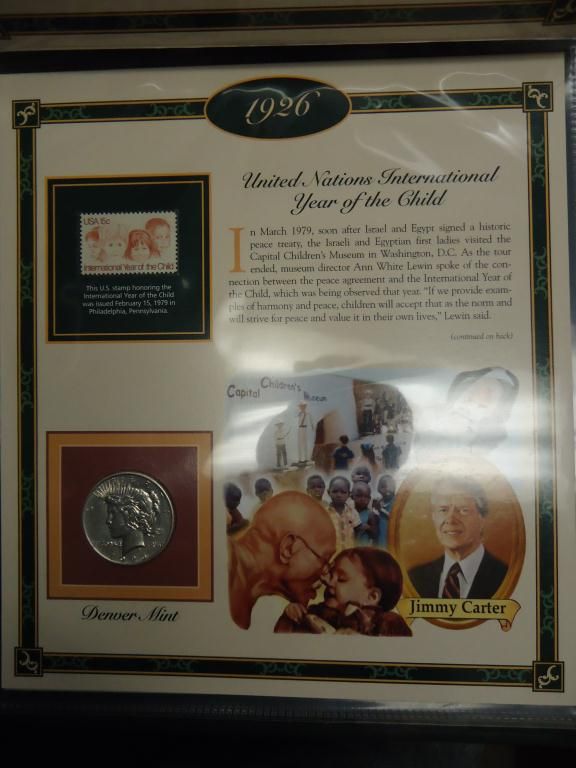 1926
United Nations International
Year of the Child
USA 15c
International Year of the Child
This U.S. stamp honoring the
International Year of the Child
was issued February 15, 1979 in
Philadelphia, Pennsylvania.
In March 1979, soon after Israel and Egypt signed a historic
peace treaty, the Israeli and Egyptian first ladies visited the
Capital Children's Museum in Washington, D.C. As the tour
ended, museum director Ann White Lewin spoke of the con-
nection between the peace agreement and the International Year of
the Child, which was being observed that year. "If we provide exam-
ples of harmony and peace, children will accept that as the norm and
will strive for peace and value it in their own lives," Lewin said.
(continued on back)
Capital Children's Museum
Denver Mint
Jimmy Carter